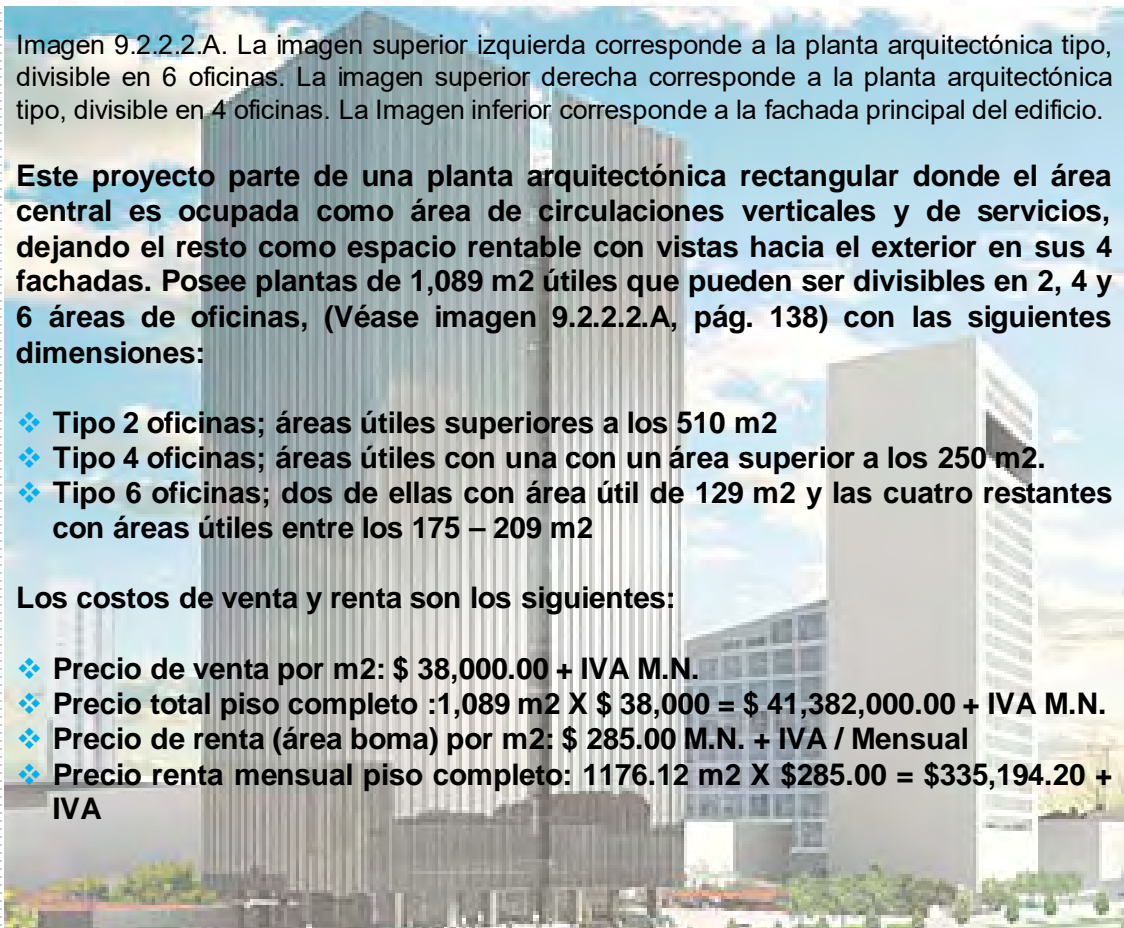 Imagen 9.2.2.2.A. La imagen superior izquierda corresponde a la planta arquitectónica tipo,
divisible en 6 oficinas. La imagen superior derecha corresponde a la planta arquitectónica
tipo, divisible en 4 oficinas. La Imagen inferior corresponde a la fachada principal del edificio.
Este proyecto parte de una planta arquitectónica rectangular donde el área
central es ocupada como área de circulaciones verticales y de servicios,
dejando el resto como espacio rentable con vistas hacia el exterior en sus 4
fachadas. Posee plantas de 1,089 m2 útiles que pueden ser divisibles en 2, 4 y
6 áreas de oficinas, (Véase imagen 9.2.2.2.A, pág. 138) con las siguientes
dimensiones:
❖ Tipo 2 oficinas; áreas útiles superiores a los 510 m2
❖ Tipo 4 oficinas; áreas útiles con una con un área superior a los 250 m2.
❖ Tipo 6 oficinas; dos de ellas con área útil de 129 m2 y las cuatro restantes
con áreas útiles entre los 175 – 209 m2
Los costos de venta y renta son los siguientes:
❖ Precio de venta por m2: $ 38,000.00 + IVA M.N.
❖ Precio total piso completo :1,089 m2 X $ 38,000 = $ 41,382,000.00 + IVA M.N.
❖ Precio de renta (área boma) por m2: $ 285.00 M.N. + IVA / Mensual
❖ Precio renta mensual piso completo: 1176.12 m2 X $285.00 = $335,194.20 +
IVA